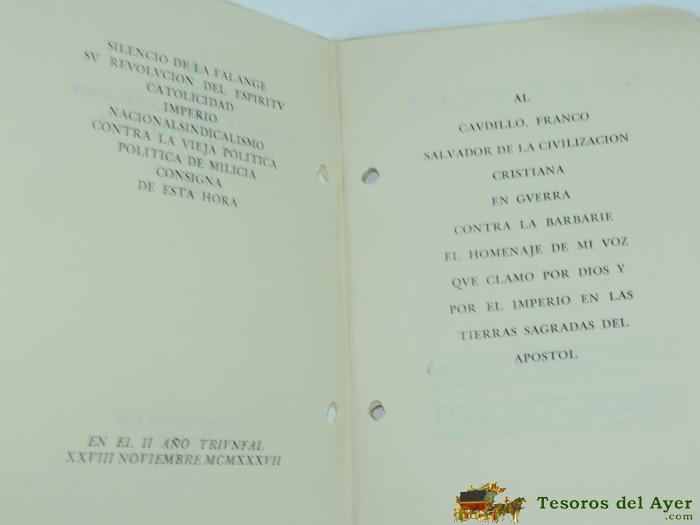 SILENCIO DE LA FALANGE
SV REVOLVCION DEL ESPIRITV
CATOLICIDAD
IMPERIO
NACIONALSINDICALISMO
CONTRA LA VIEJA POLITICA
POLITICA DE MILICIA
CONSIGNA
DE ESTA HORA
EN EL II AÑO TRIVNFAL
XXVIII NOVIEMBRE MCMXXXVII
AL
CAVDILLO, FRANCO
SALVADOR DE LA CIVILIZACION
CRISTIANA
EN GVERRA
CONTRA LA BARBARIE
EL HOMENAJE DE MI VOZ
QVE CLAMO POR DIOS Y
POR EL IMPERIO EN LAS
TIERRAS SAGRADAS DEL
APOSTOL
Tesoros del Ayer
.com